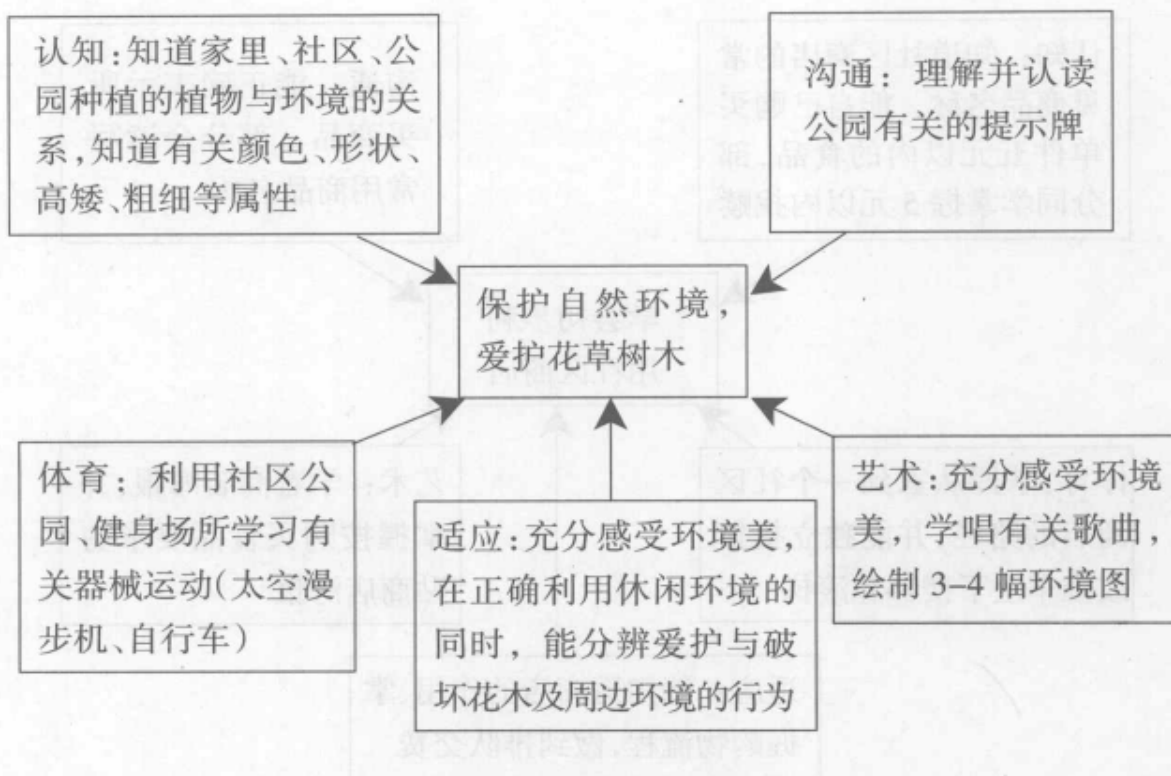 认知：知道家里、社区、公
园种植的植物与环境的关
系，知道有关颜色、形状、
高矮、粗细等属性
沟通：理解并认读
公园有关的提示牌
保护自然环境，
爱护花草树木
体育：利用社区公
园、健身场所学习有
关器械运动（太空漫
步机、自行车）
适应：充分感受环境美，
在正确利用休闲环境的
同时，能分辨爱护与破
坏花木及周边环境的行为
艺术：充分感受环境
美、学唱有关歌曲，
绘制 3-4 幅环境图